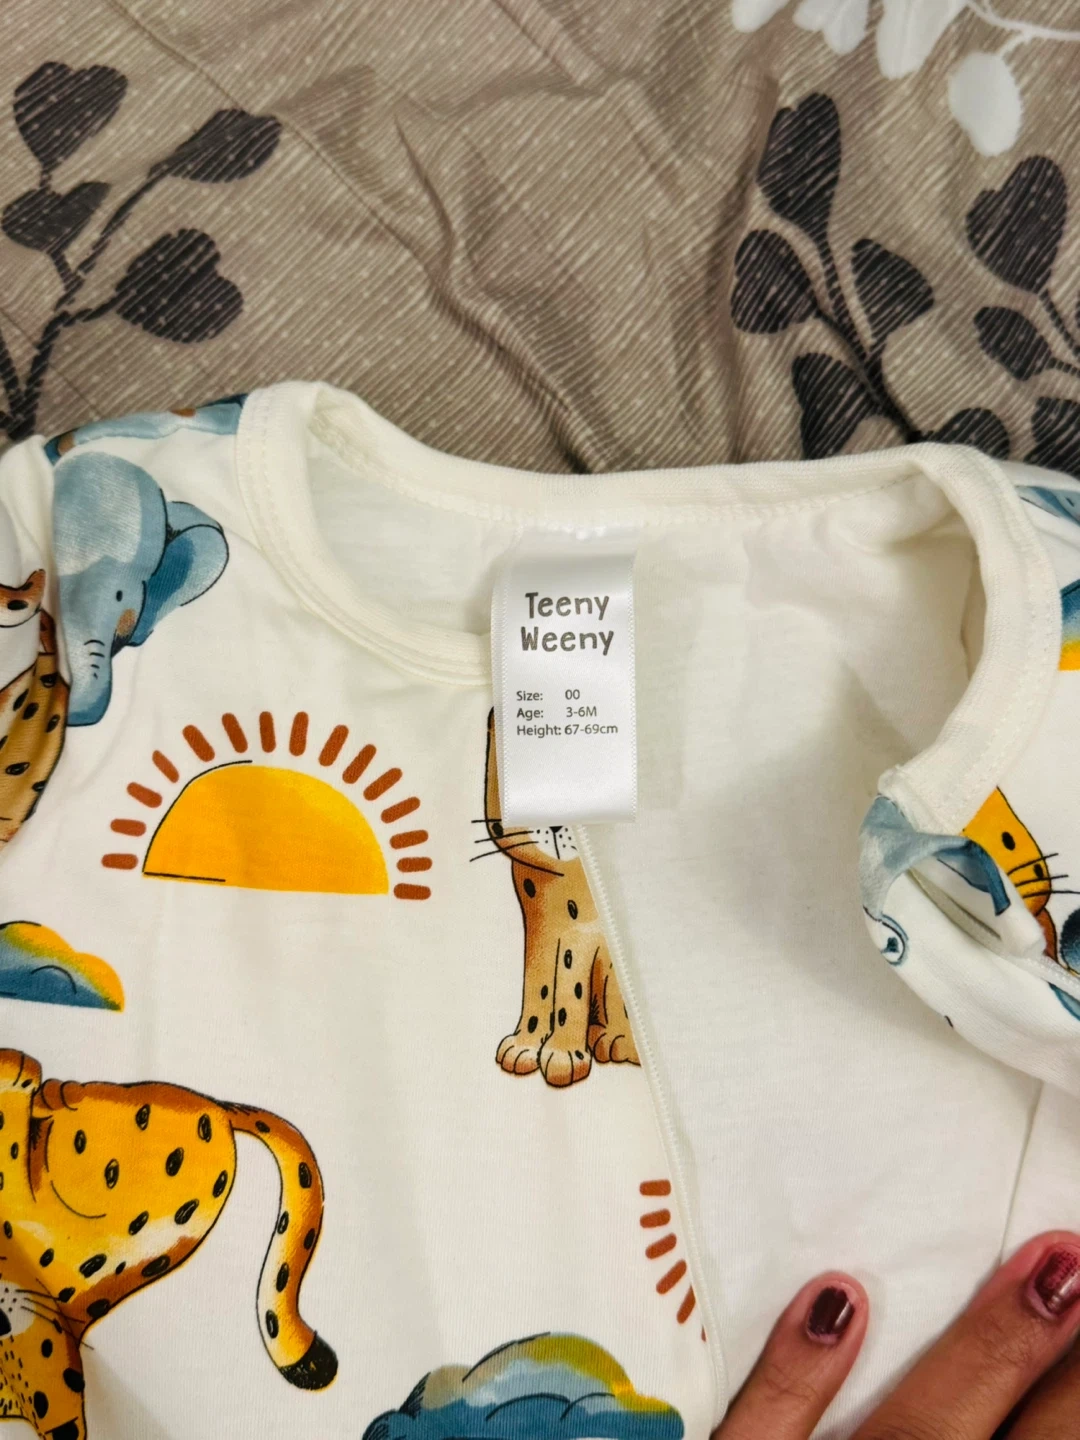 Teeny
Weeny
Size: 00
Age: 3-6M
Height: 67-69cm